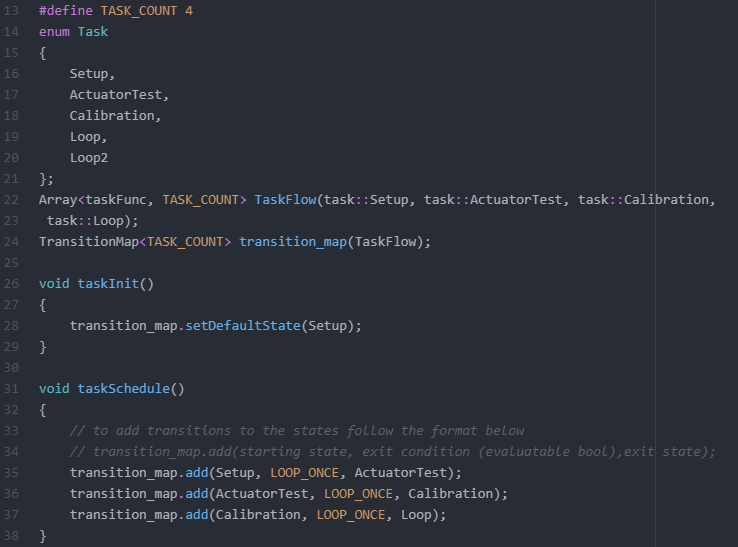 13 #define TASK_COUNT 4
14 enum Task
15 {
16     Setup,
17     ActuatorTest,
18     Calibration,
19     Loop,
20     Loop2
21 };
22 Array<taskFunc, TASK_COUNT> TaskFlow(task::Setup, task::ActuatorTest, task::Calibration,
23  task::Loop);
24 TransitionMap<TASK_COUNT> transition_map(TaskFlow);
25
26 void taskInit()
27 {
28     transition_map.setDefaultState(Setup);
29 }
30
31 void taskSchedule()
32 {
33     // to add transitions to the states follow the format below
34     // transition_map.add(starting state, exit condition (evaluatable bool),exit state);
35     transition_map.add(Setup, LOOP_ONCE, ActuatorTest);
36     transition_map.add(ActuatorTest, LOOP_ONCE, Calibration);
37     transition_map.add(Calibration, LOOP_ONCE, Loop);
38 }